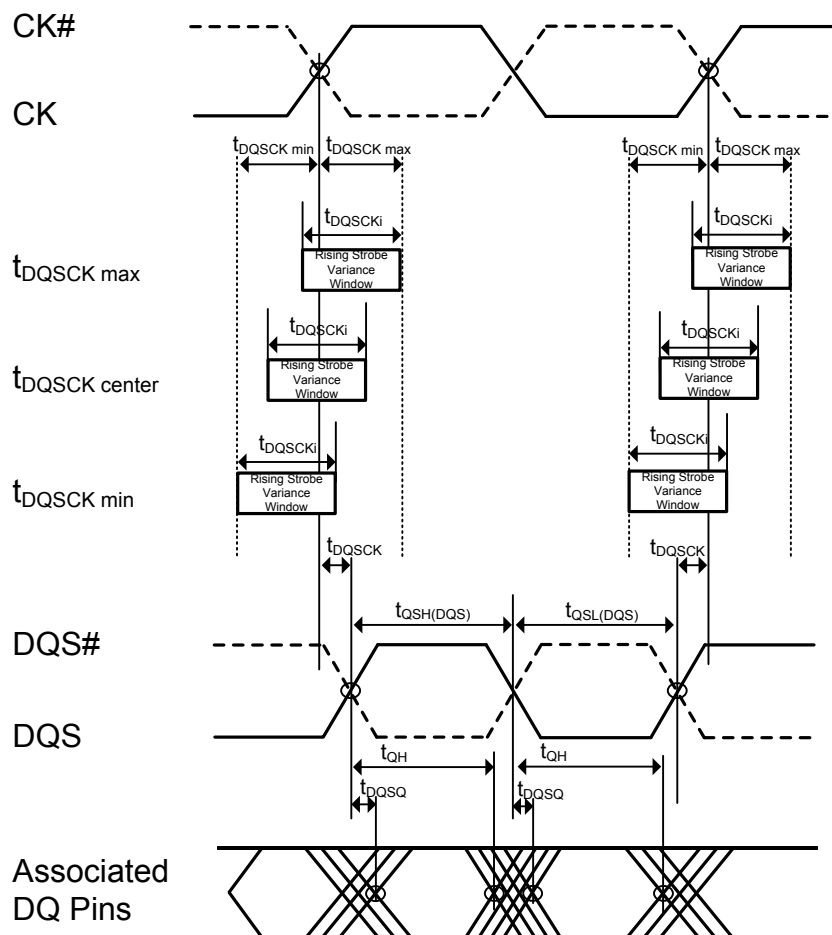 CK#
CK
tDQSCK min tDQSCK max tDQSCK min tDQSCK max
tDQSCKi tDQSCKi
tDQSCK max
Rising Strobe
Variance
Window
Rising Strobe
Variance
Window
tDQSCKi tDQSCKi
tDQSCK center
Rising Strobe
Variance
Window
Rising Strobe
Variance
Window
tDQSCKi tDQSCKi
tDQSCK min
Rising Strobe
Variance
Window
Rising Strobe
Variance
Window
tDQSCK tDQSCK
tQSH(DQS) tQSL(DQS)
DQS#
DQS
tQH tQH
tDQSQ tDQSQ
Associated
DQ Pins